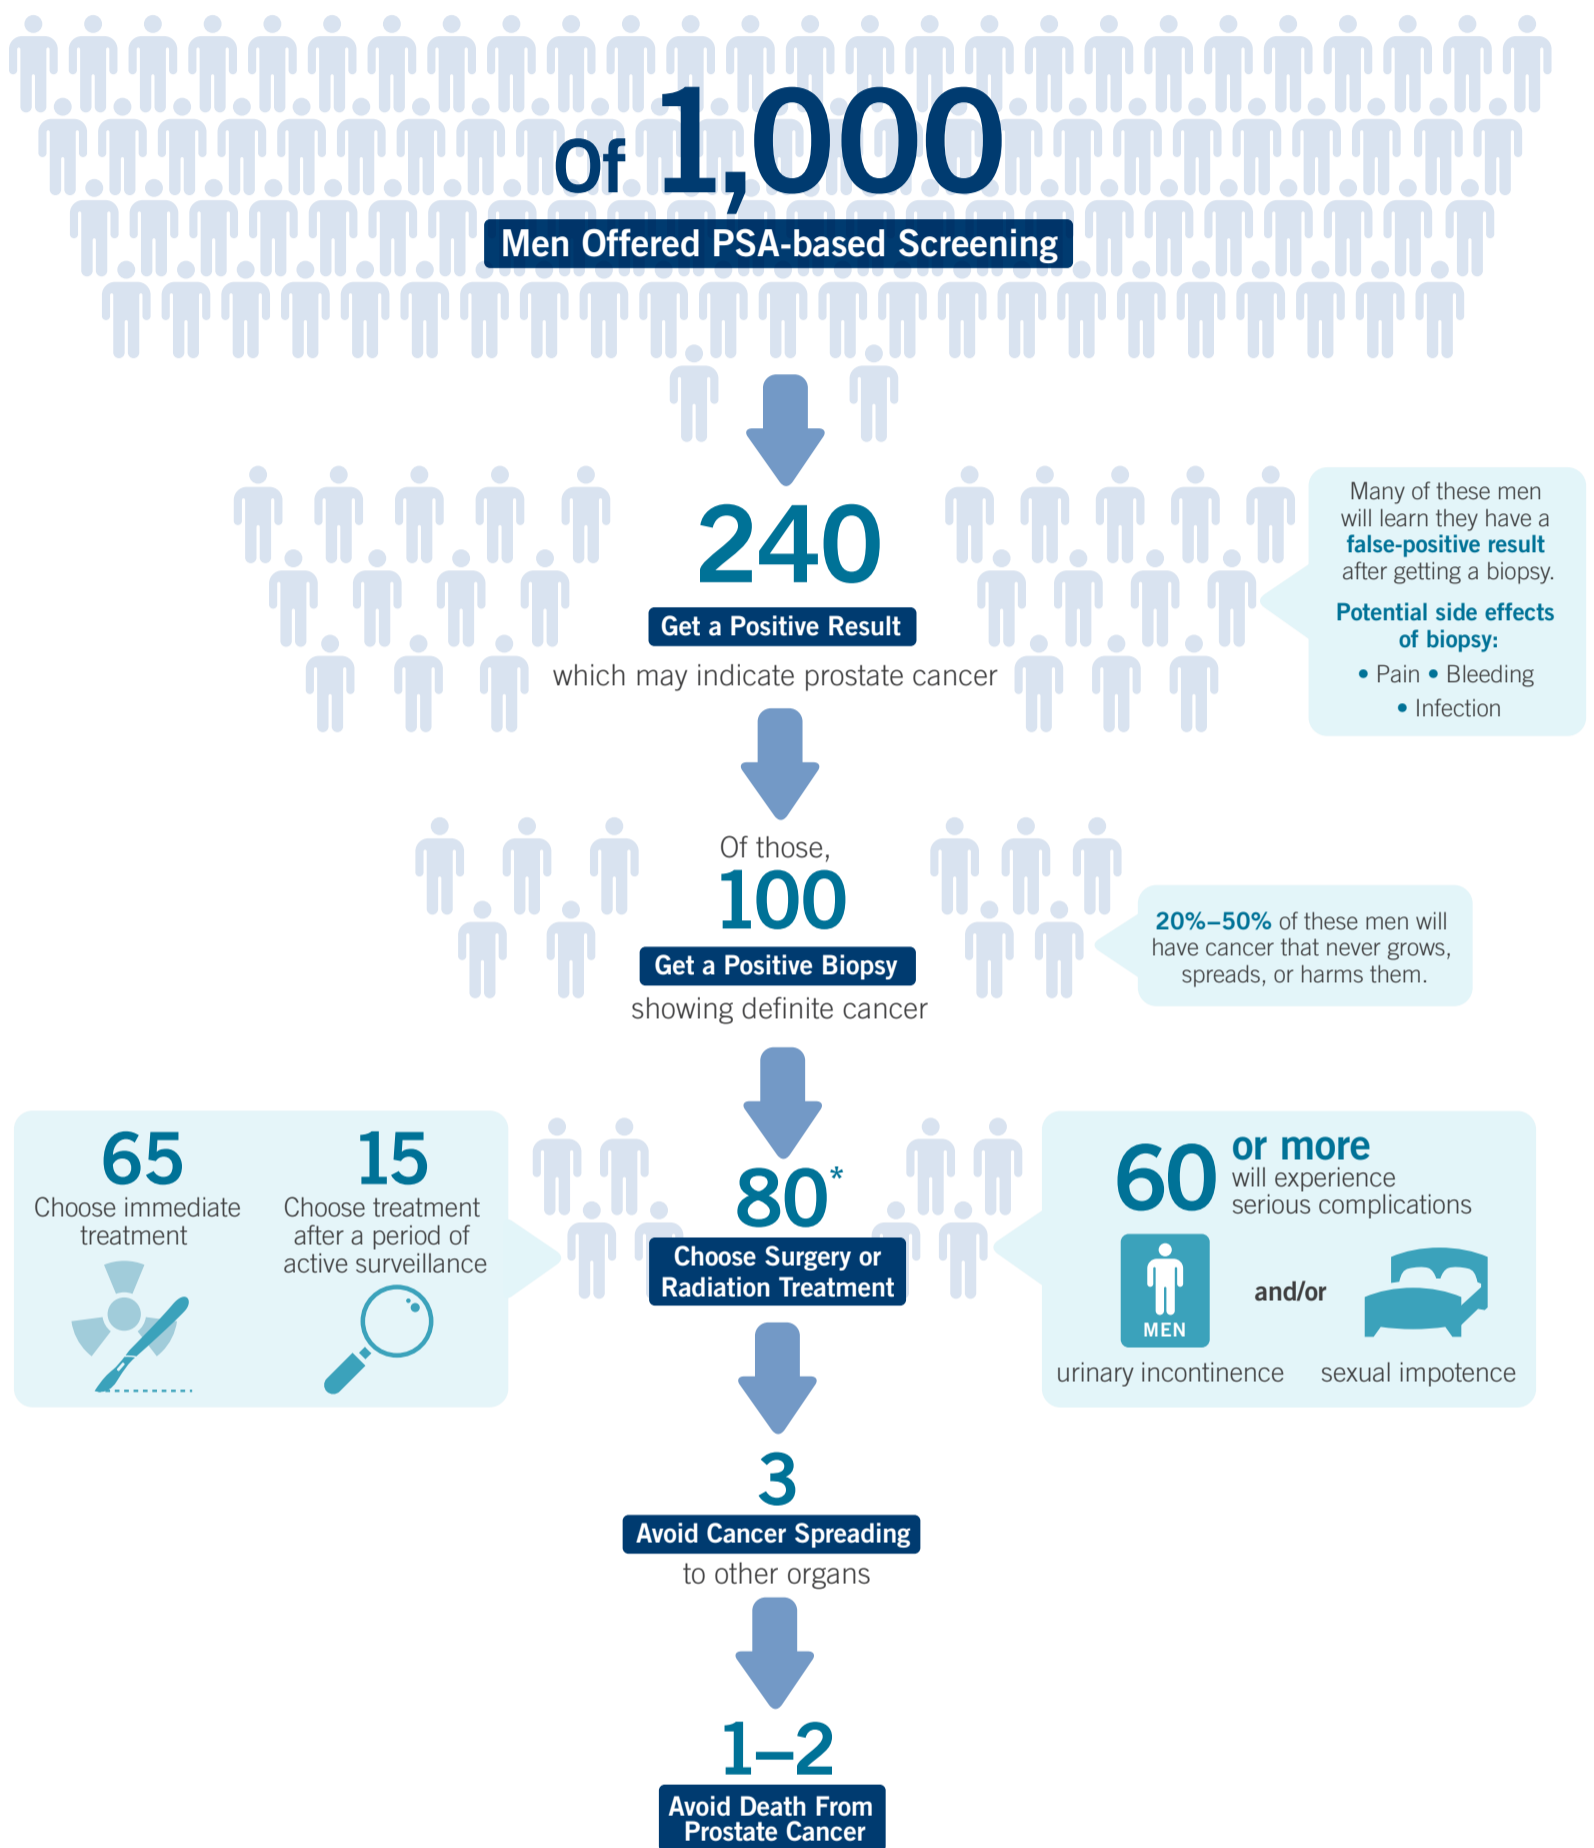 Of 1,000
Men Offered PSA-based Screening
240
Get a Positive Result
which may indicate prostate cancer
Many of these men
will learn they have a
false-positive result
after getting a biopsy.
Potential side effects
of biopsy:
• Pain • Bleeding
• Infection
Of those,
100
Get a Positive Biopsy
showing definite cancer
20%–50% of these men will
have cancer that never grows,
spreads, or harms them.
65
Choose immediate
treatment
15
Choose treatment
after a period of
active surveillance
80*
Choose Surgery or
Radiation Treatment
60 or more
will experience
serious complications
MEN
and/or
urinary incontinence
sexual impotence
3
Avoid Cancer Spreading
to other organs
1–2
Avoid Death From
Prostate Cancer